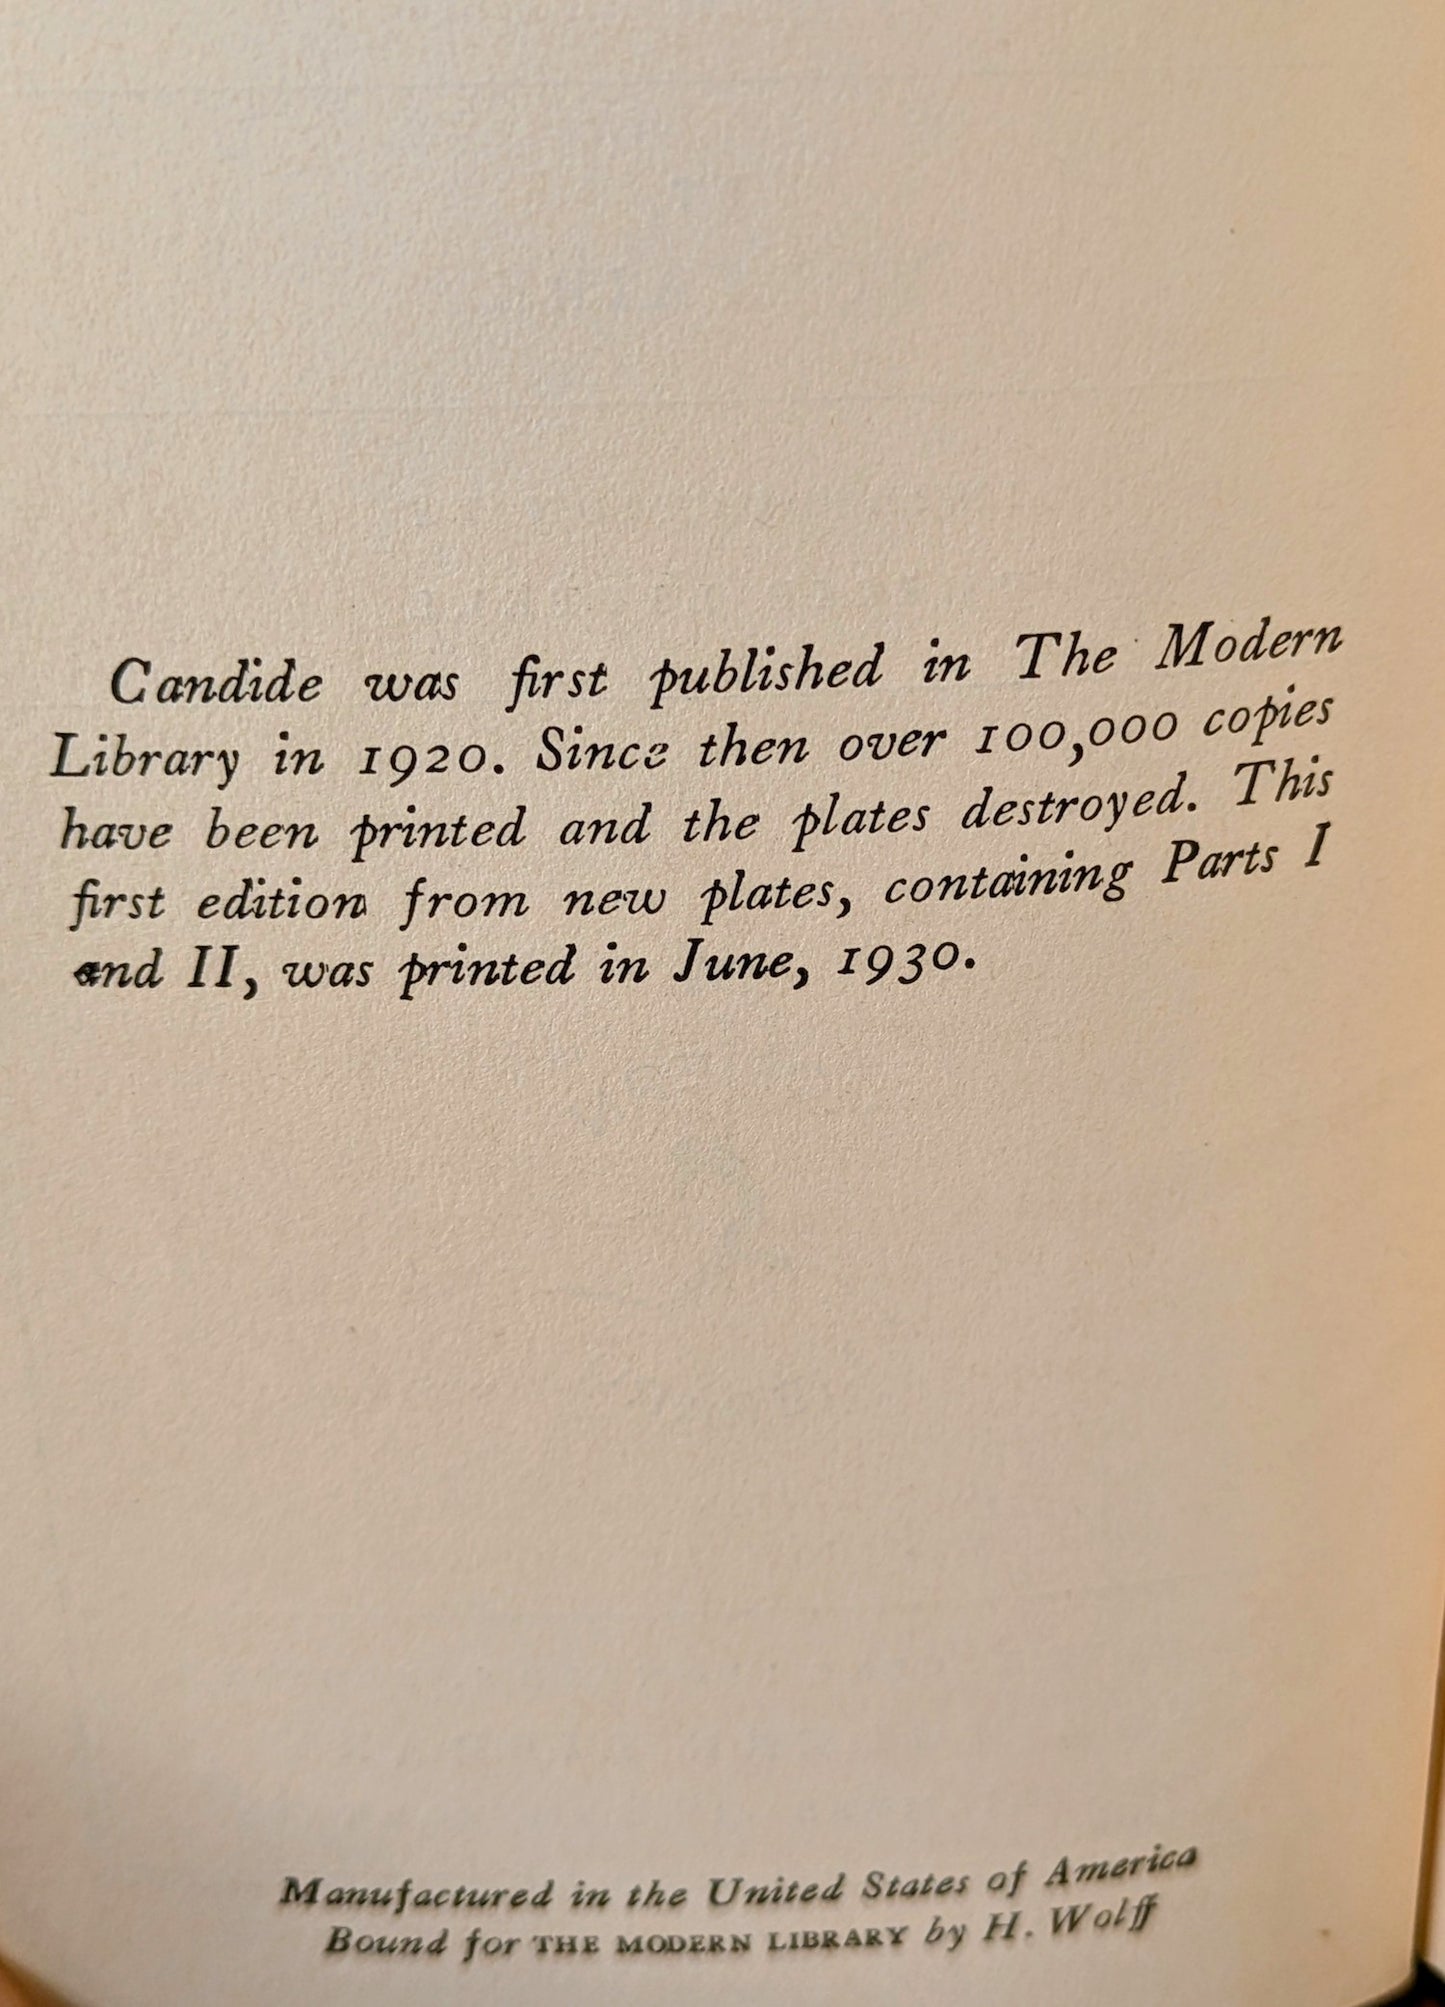 Candide was first published in The Modern
Library in 1920. Since then over 100,000 copies
have been printed and the plates destroyed. This
first edition from new plates, containing Parts I
and II, was printed in June, 1930.
Manufactured in the United States of America
Bound for THE MODERN LIBRARY by H. Wolff